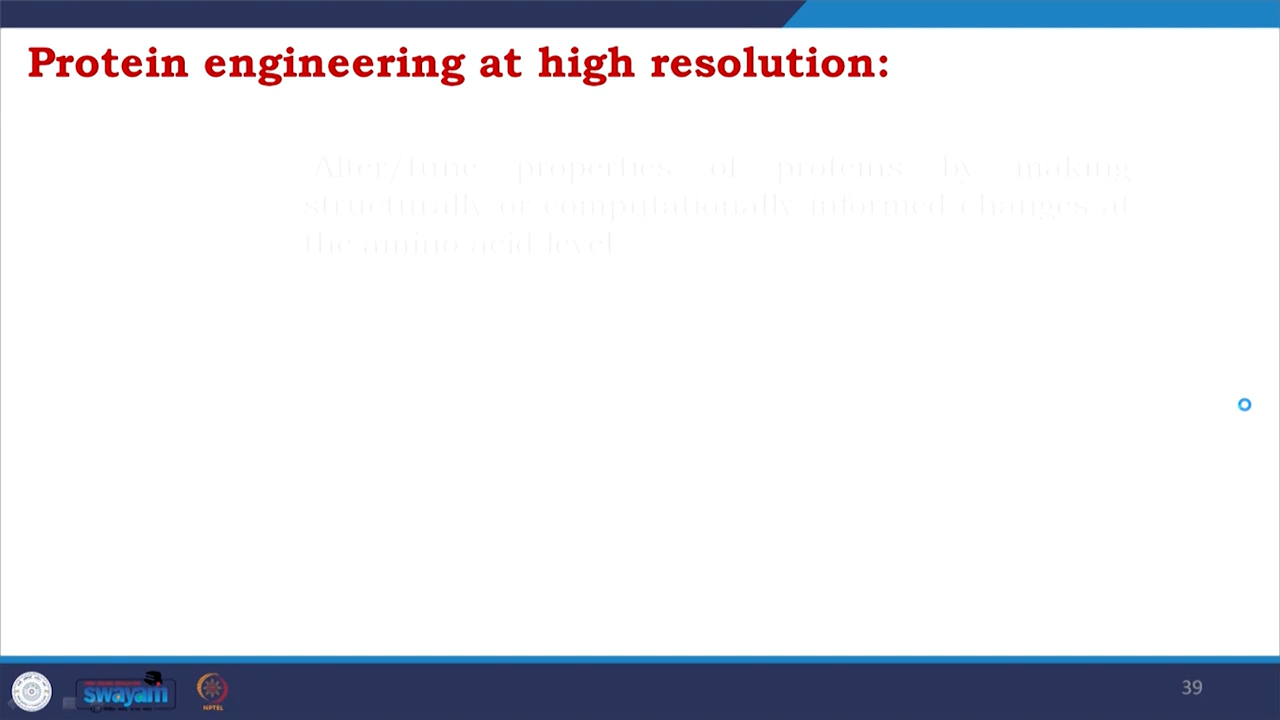 Protein engineering at high resolution:
Alter/tune properties of proteins by making
structurally or computationally informed changes at
the amino acid level
swayam
NPTEL
39